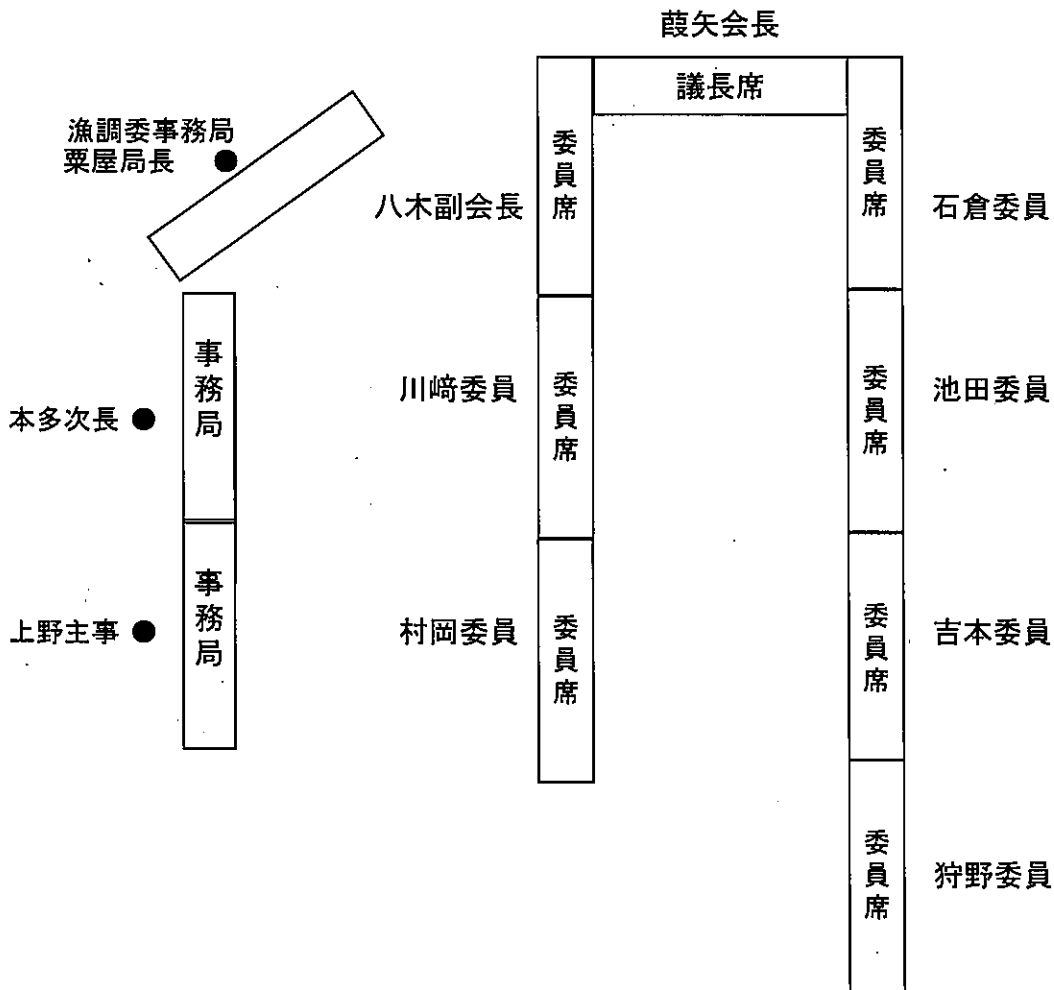 葭矢会長
議長席
漁調委事務局
粟屋局長
八木副会長
委員席
委員席
石倉委員
事務局
本多次長
川﨑委員
委員席
委員席
池田委員
事務局
上野主事
村岡委員
委員席
委員席
吉本委員
委員席
狩野委員